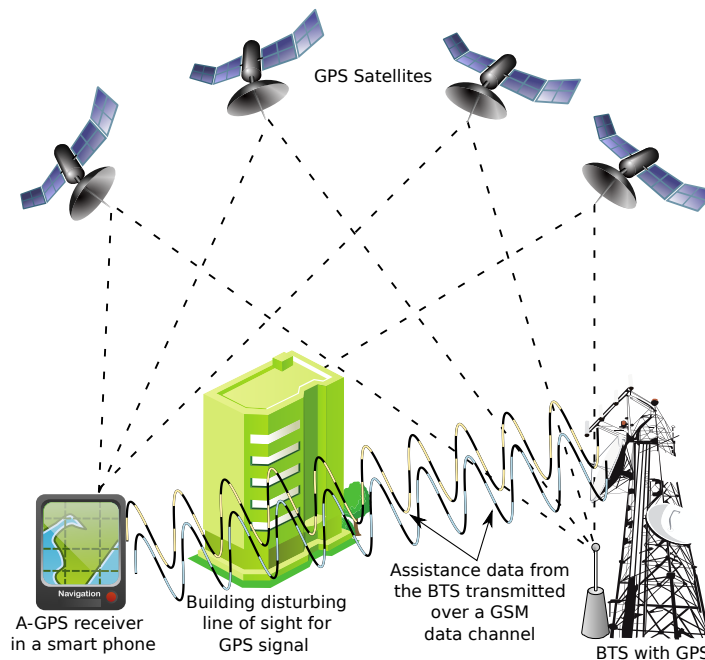 GPS Satellites
Navigation
A-GPS receiver
in a smart phone
Building disturbing
line of sight for
GPS signal
Assistance data from
the BTS transmitted
over a GSM
data channel
BTS with GPS